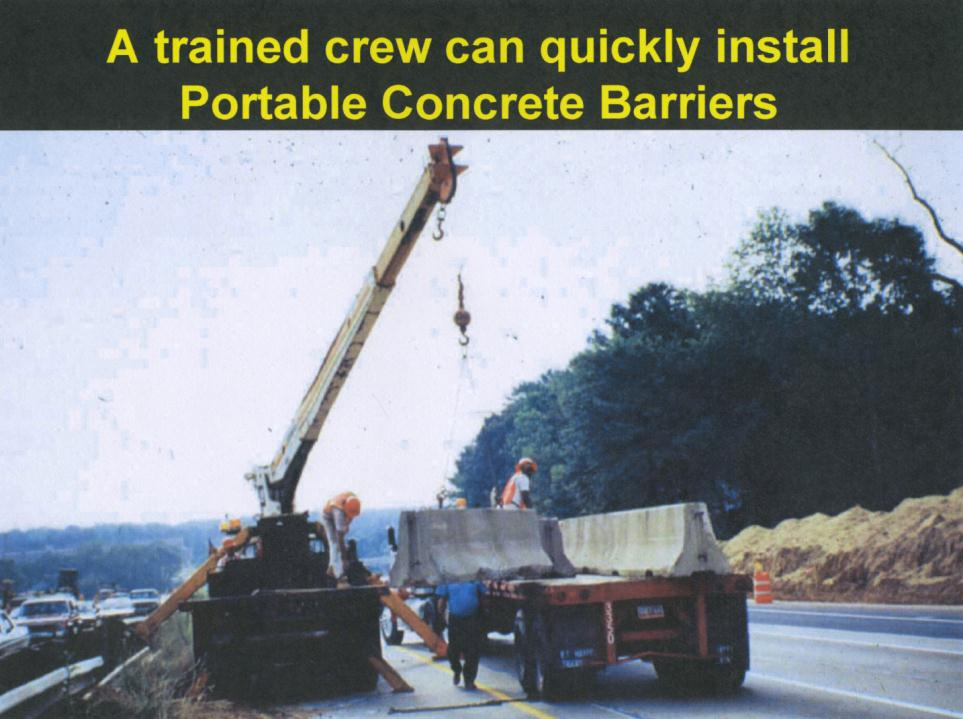 A trained crew can quickly install
Portable Concrete Barriers